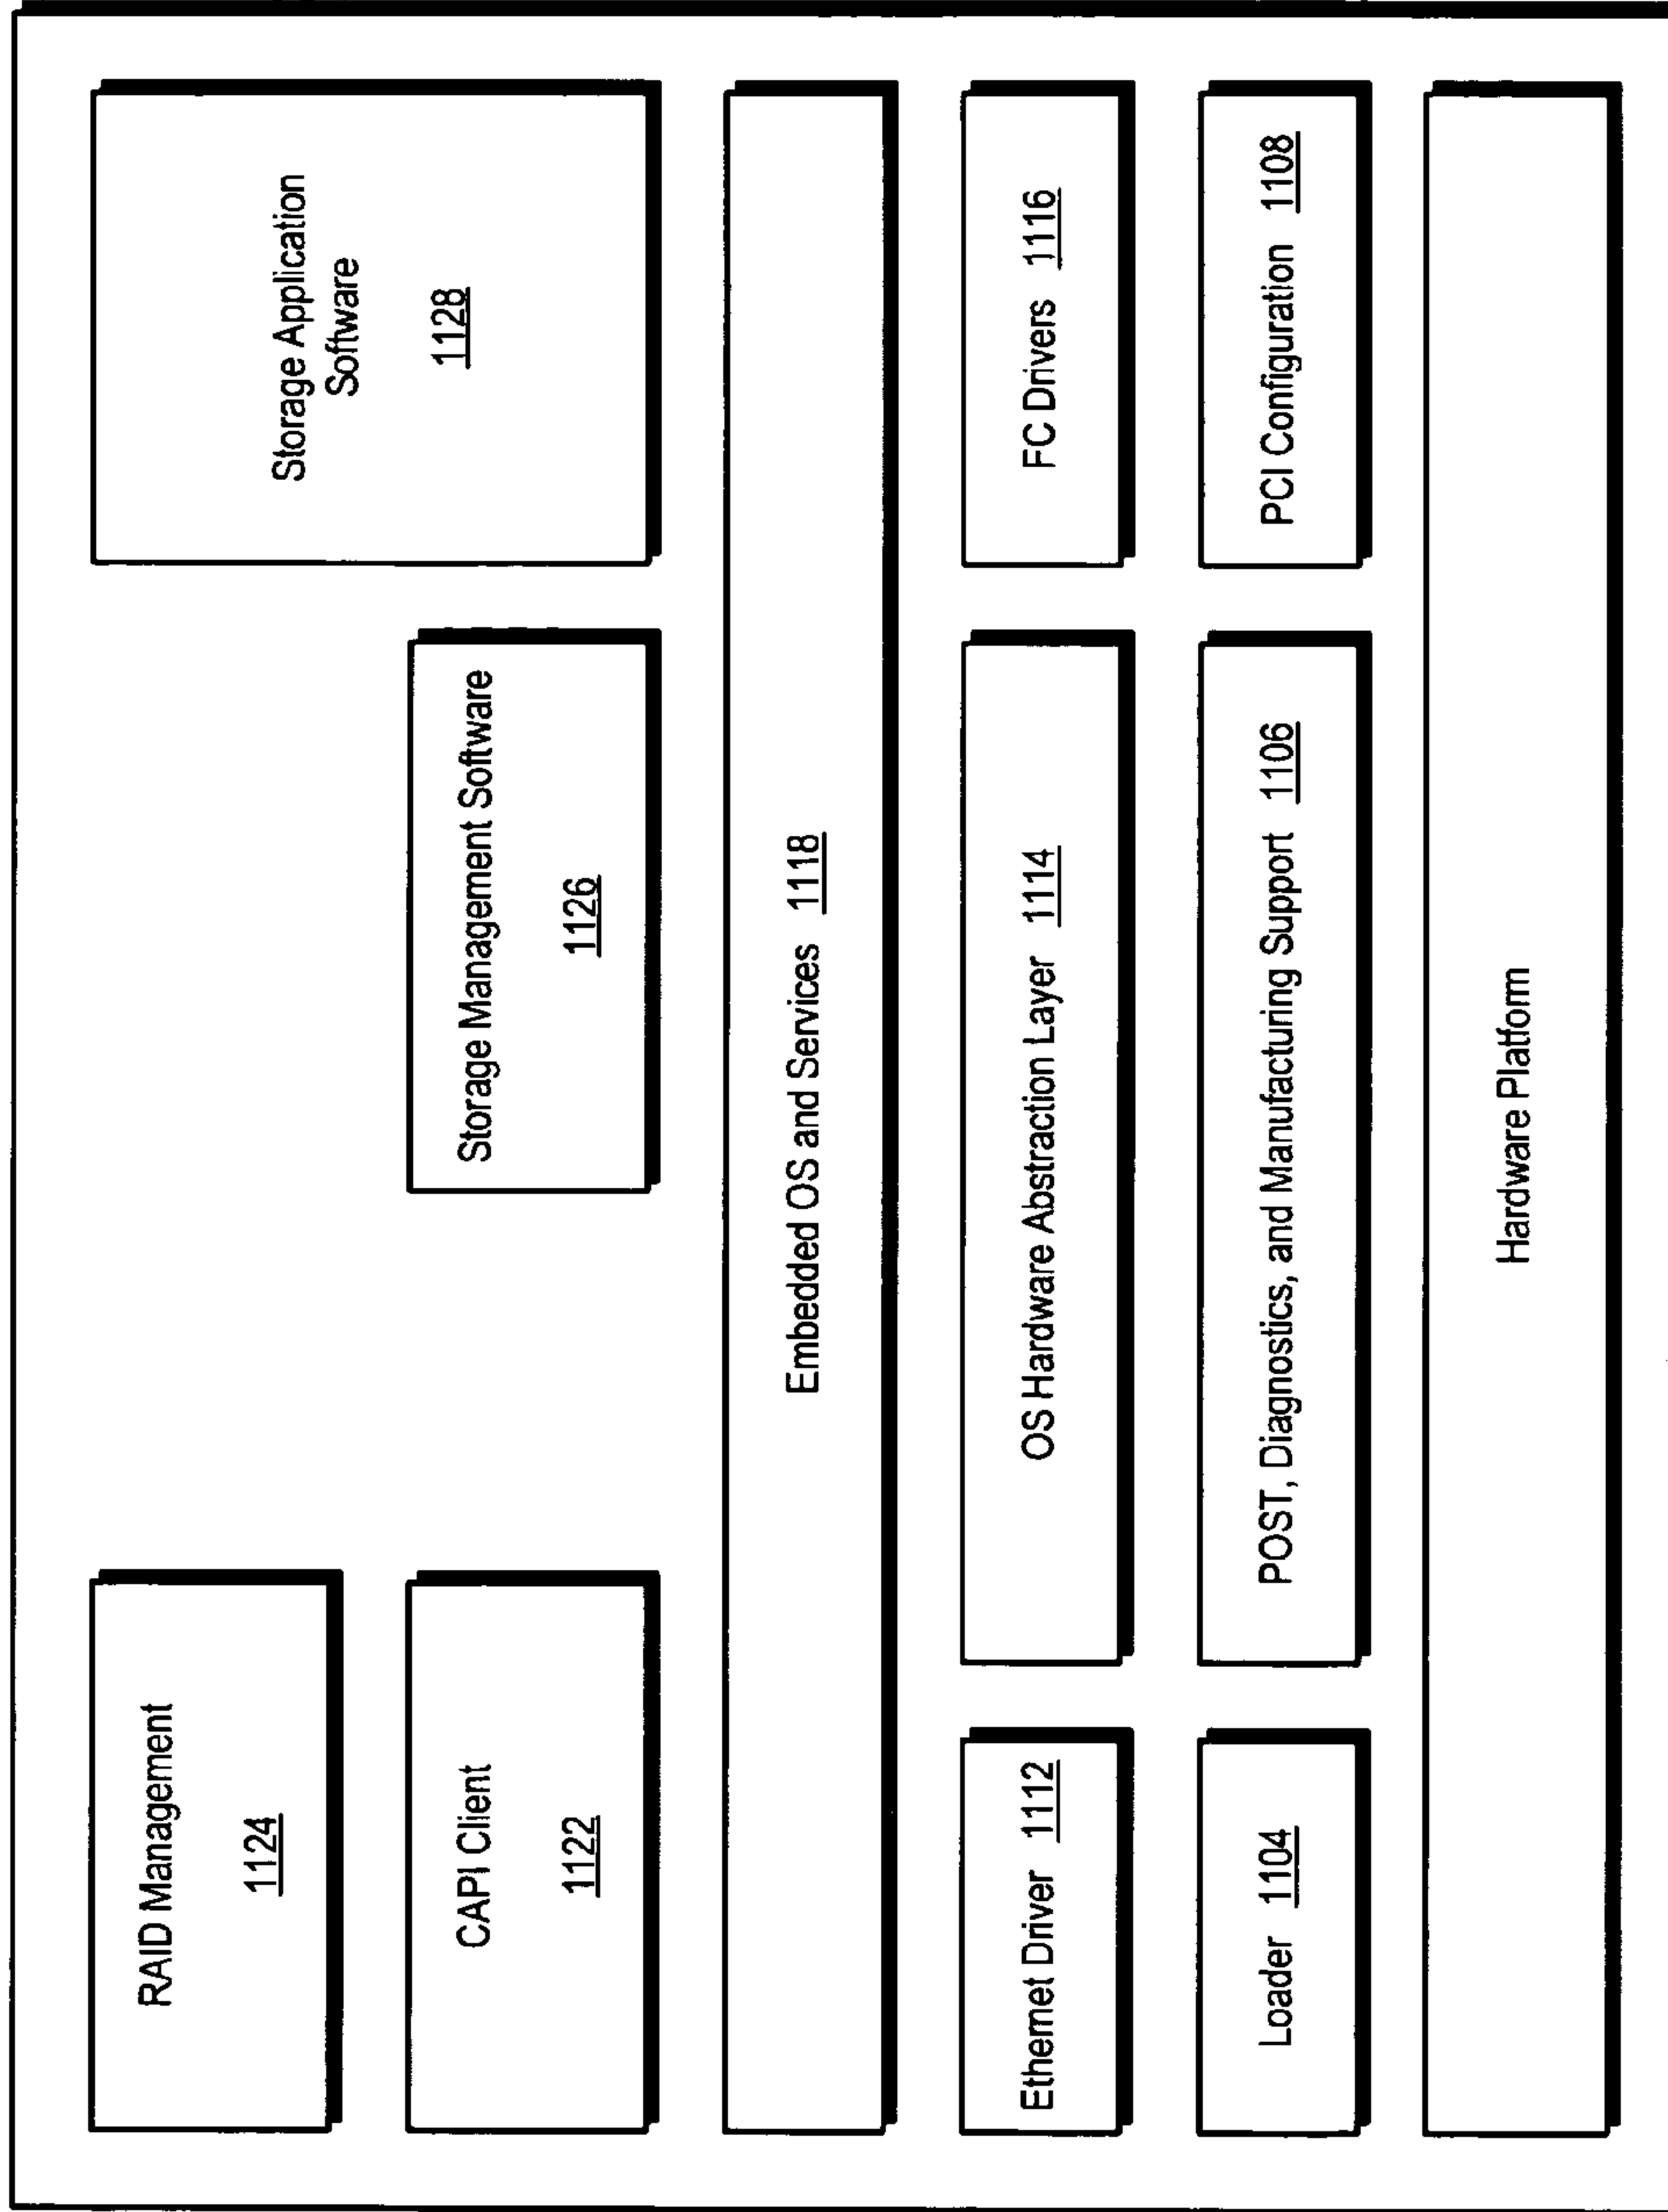 RAID Management
1124
CAPI Client
1122
Storage Management Software
1126
Storage Application
Software
1128
Embedded OS and Services 1118
Ethernet Driver 1112
OS Hardware Abstraction Layer 1114
FC Drivers 1116
Loader 1104
POST, Diagnostics, and Manufacturing Support 1106
PCI Configuration 1108
Hardware Platform